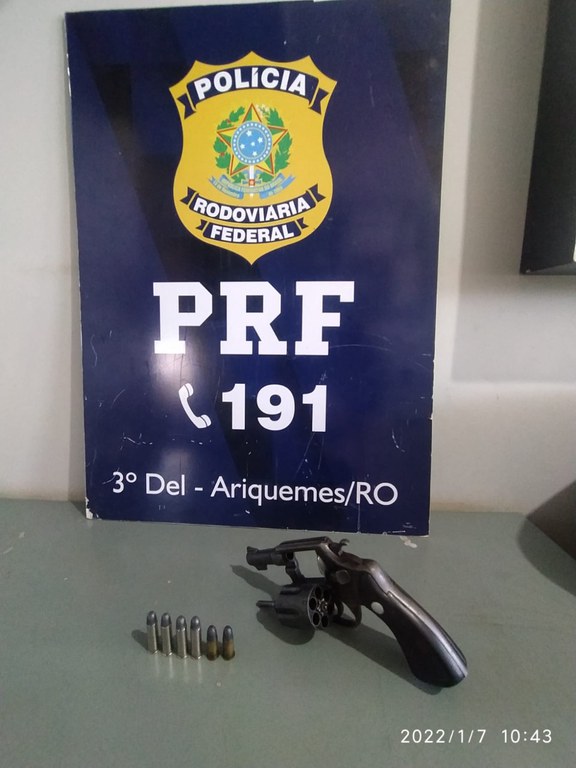 POLÍCIA
RODOVIÁRIA
FEDERAL
PRF
191
3º Del - Ariquemes/RO
2022/1/7 10:43